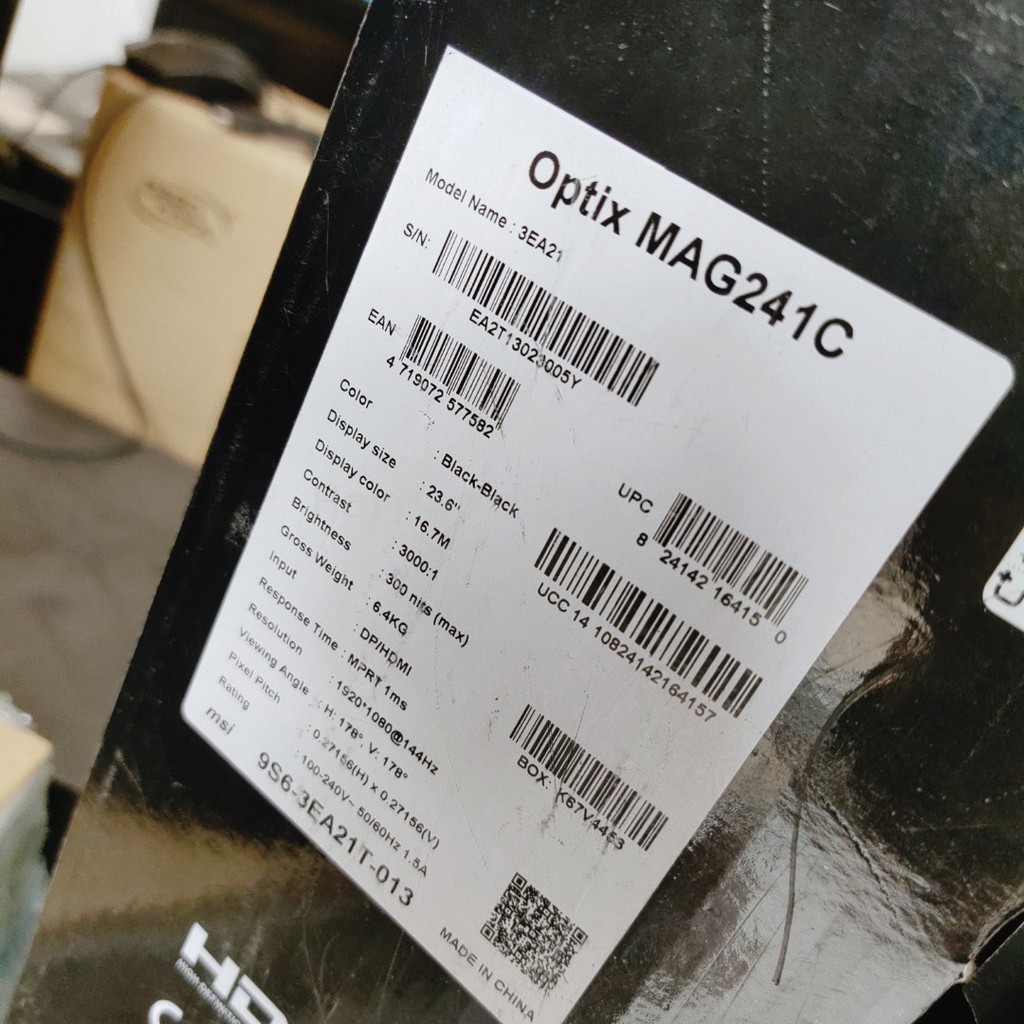 Optix MAG241C
Model Name : 3EA21
S/N:
EA2T13023005Y
EAN
4 719072 577582
Color : Black-Black
Display size : 23.6"
Display color : 16.7M
Contrast : 3000:1
Brightness : 300 nits (max)
Gross Weight : 6.4KG
Input : DP/HDMI
Response Time : MPRT 1ms
Resolution : 1920*1080@144Hz
Viewing Angle : H: 178°, V: 178°
Pixel Pitch : 0.27156(H) x 0.27156(V)
Rating : 100-240V~ 50/60Hz 1.5A
msi 9S6-3EA21T-013
UPC
8 24142 16415 0
UCC 14 10824142164157
BOX: K67V4453
MADE IN CHINA
HD